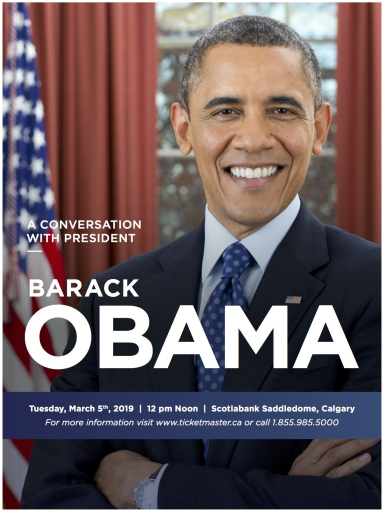 A CONVERSATION
WITH PRESIDENT
BARACK
OBAMA
Tuesday, March 5th, 2019 | 12 pm Noon | Scotiabank Saddledome, Calgary
For more information visit www.ticketmaster.ca or call 1.855.985.5000